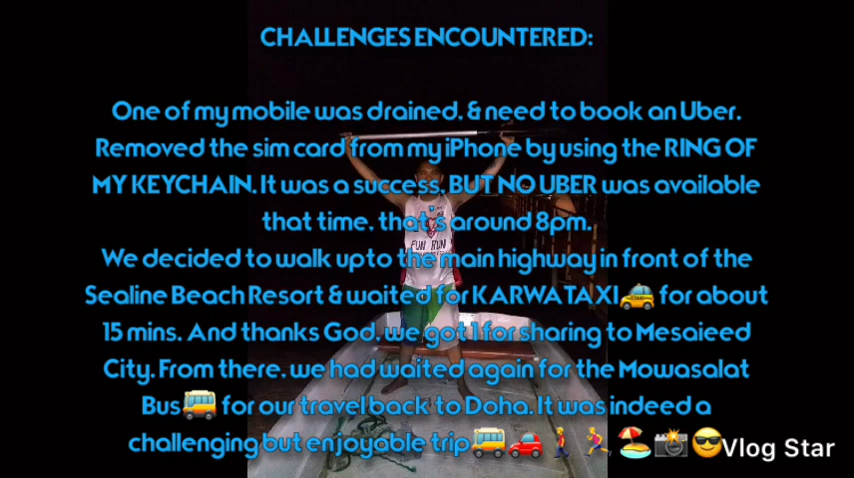 CHALLENGES ENCOUNTERED:
One of my mobile was drained. & need to book an Uber.
Removed the sim card from my iPhone by using the RING OF
MY KEYCHAIN. It was a success. BUT NO UBER was available
that time. that's around 8pm.
We decided to walk upto the main highway in front of the
Sealine Beach Resort & waited for KARWA TAXI🚕 for about
15 mins. And thanks God. we got 1 for sharing to Mesaieed
City. From there. we had waited again for the Mowasalat
Bus🚌 for our travel back to Doha. It was indeed a
challenging but enjoyable trip🚌🚗🚶🏃🏖📸😎
Vlog Star
FUN RUN